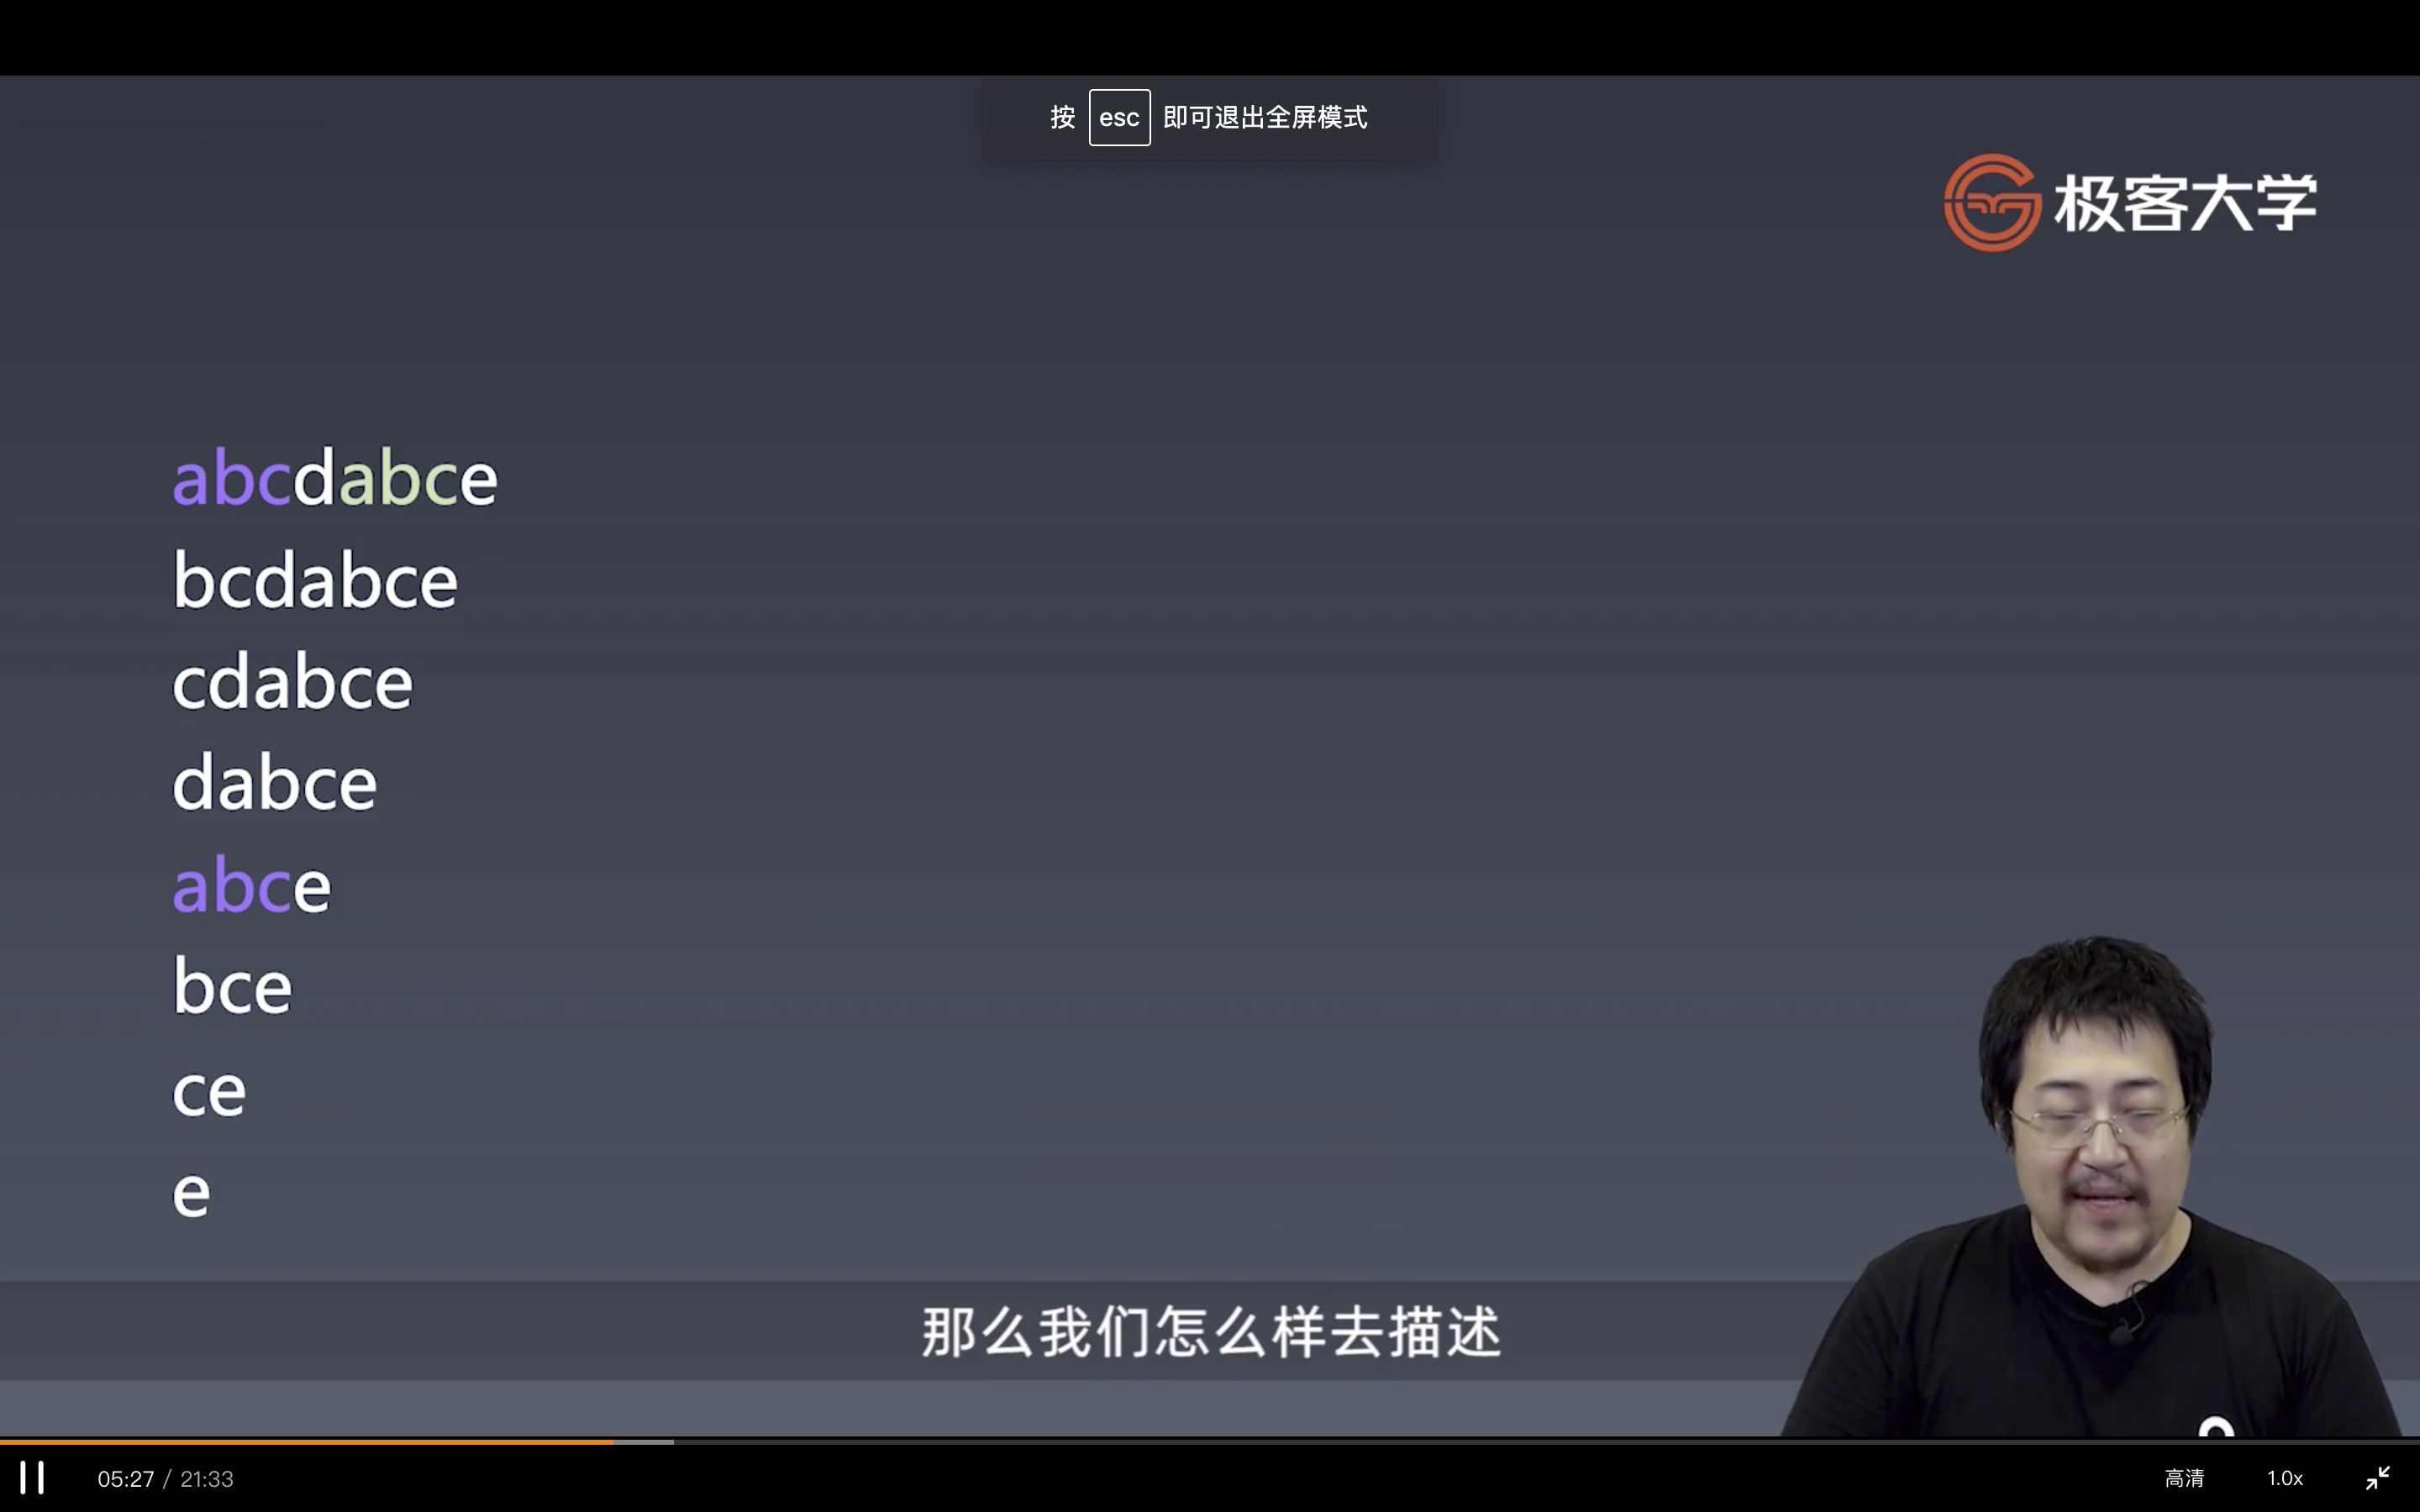 按 esc 即可退出全屏模式
极客大学
abcdabce
bcdabce
cdabce
dabce
abce
bce
ce
e
那么我们怎么样去描述
05:27 / 21:33
高清
1.0x